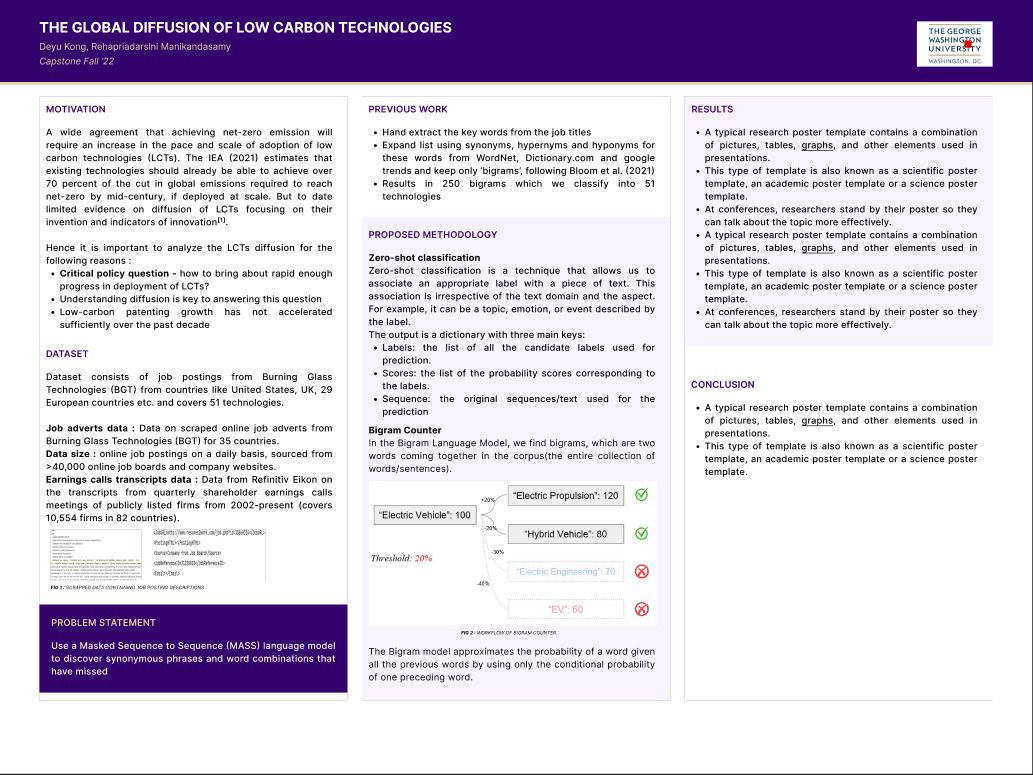 THE GLOBAL DIFFUSION OF LOW CARBON TECHNOLOGIES
Deyu Kong, Rehapriadarsini Manikandasamy
Capstone Fall '22
THE GEORGE
WASHINGTON
UNIVERSITY
WASHINGTON, DC
MOTIVATION
A wide agreement that achieving net-zero emission will
require an increase in the pace and scale of adoption of low
carbon technologies (LCTs). The IEA (2021) estimates that
existing technologies should already be able to achieve over
70 percent of the cut in global emissions required to reach
net-zero by mid-century, if deployed at scale. But to date
limited evidence on diffusion of LCTs focusing on their
invention and indicators of innovation[1].
Hence it is important to analyze the LCTs diffusion for the
following reasons :
• Critical policy question - how to bring about rapid enough
progress in deployment of LCTs?
• Understanding diffusion is key to answering this question
• Low-carbon patenting growth has not accelerated
sufficiently over the past decade
DATASET
Dataset consists of job postings from Burning Glass
Technologies (BGT) from countries like United States, UK, 29
European countries etc. and covers 51 technologies.
Job adverts data : Data on scraped online job adverts from
Burning Glass Technologies (BGT) for 35 countries.
Data size : online job postings on a daily basis, sourced from
>40,000 online job boards and company websites.
Earnings calls transcripts data : Data from Refinitiv Eikon on
the transcripts from quarterly shareholder earnings calls
meetings of publicly listed firms from 2002-present (covers
10,554 firms in 82 countries).
FIG 1 : SCRAPPED DATS CONTAINING JOB POSTING DESCRIPTIONS
PROBLEM STATEMENT
Use a Masked Sequence to Sequence (MASS) language model
to discover synonymous phrases and word combinations that
have missed
PREVIOUS WORK
• Hand extract the key words from the job titles
• Expand list using synonyms, hypernyms and hyponyms for
these words from WordNet, Dictionary.com and google
trends and keep only 'bigrams', following Bloom et al. (2021)
• Results in 250 bigrams which we classify into 51
technologies
PROPOSED METHODOLOGY
Zero-shot classification
Zero-shot classification is a technique that allows us to
associate an appropriate label with a piece of text. This
association is irrespective of the text domain and the aspect.
For example, it can be a topic, emotion, or event described by
the label.
The output is a dictionary with three main keys:
• Labels: the list of all the candidate labels used for
prediction.
• Scores: the list of the probability scores corresponding to
the labels.
• Sequence: the original sequences/text used for the
prediction
Bigram Counter
In the Bigram Language Model, we find bigrams, which are two
words coming together in the corpus(the entire collection of
words/sentences).
"Electric Vehicle": 100
Threshold: 20%
+20%
-20%
-30%
-40%
"Electric Propulsion": 120
"Hybrid Vehicle": 80
"Electric Engineering": 70
"EV": 60
FIG 2 : WORKFLOW OF BIGRAM COUNTER
The Bigram model approximates the probability of a word given
all the previous words by using only the conditional probability
of one preceding word.
RESULTS
• A typical research poster template contains a combination
of pictures, tables, graphs, and other elements used in
presentations.
• This type of template is also known as a scientific poster
template, an academic poster template or a science poster
template.
• At conferences, researchers stand by their poster so they
can talk about the topic more effectively.
• A typical research poster template contains a combination
of pictures, tables, graphs, and other elements used in
presentations.
• This type of template is also known as a scientific poster
template, an academic poster template or a science poster
template.
• At conferences, researchers stand by their poster so they
can talk about the topic more effectively.
CONCLUSION
• A typical research poster template contains a combination
of pictures, tables, graphs, and other elements used in
presentations.
• This type of template is also known as a scientific poster
template, an academic poster template or a science poster
template.